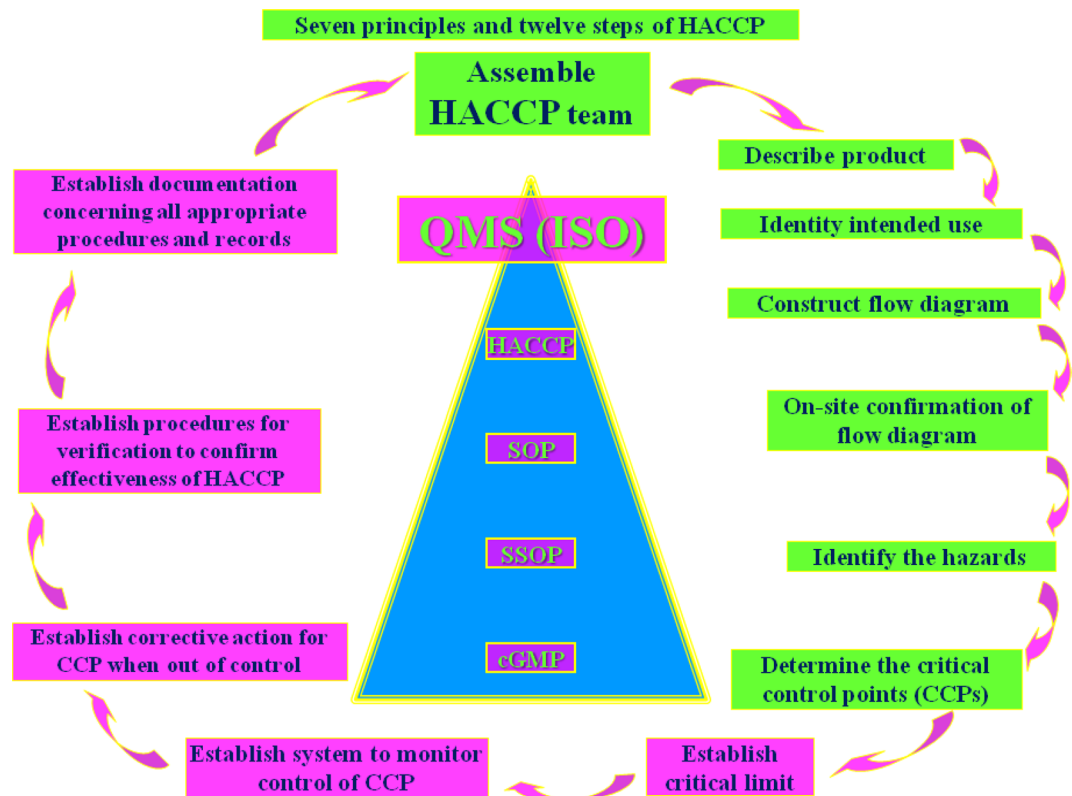 Seven principles and twelve steps of HACCP
Assemble
HACCP team
Describe product
Identity intended use
Construct flow diagram
On-site confirmation of
flow diagram
Identify the hazards
Determine the critical
control points (CCPs)
Establish
critical limit
Establish system to monitor
control of CCP
Establish corrective action for
CCP when out of control
Establish procedures for
verification to confirm
effectiveness of HACCP
Establish documentation
concerning all appropriate
procedures and records
QMS (ISO)
HACCP
SOP
SSOP
cGMP